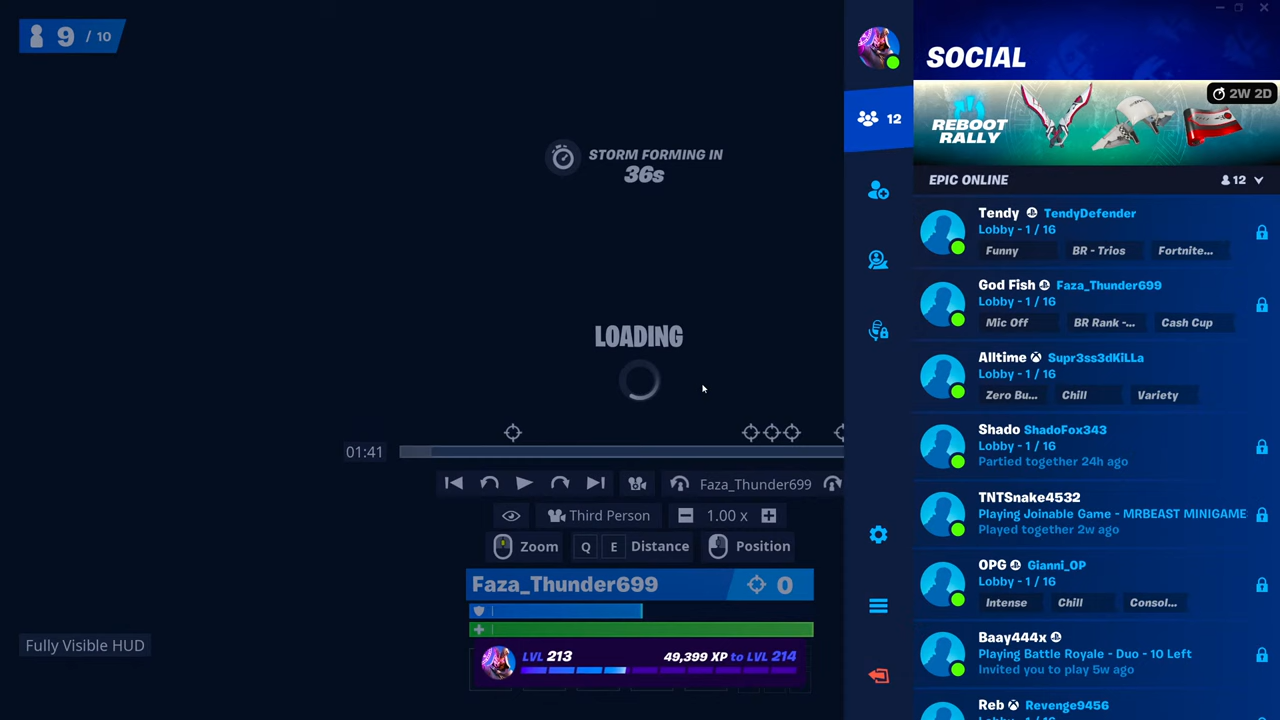 9 / 10
STORM FORMING IN
36s
LOADING
01:41
Faza_Thunder699
Third Person
1.00 x
Zoom
Q E Distance
Position
Faza_Thunder699
0
LVL 213
49,399 XP to LVL 214
Fully Visible HUD
12
SOCIAL
2W 2D
REBOOT
RALLY
EPIC ONLINE
12
Tendy TendyDefender
Lobby - 1 / 16
Funny BR - Trios Fortnite...
God Fish Faza_Thunder699
Lobby - 1 / 16
Mic Off BR Rank -... Cash Cup
Alltime Supr3ss3dKiLLa
Lobby - 1 / 16
Zero Bu... Chill Variety
Shado ShadoFox343
Lobby - 1 / 16
Partied together 24h ago
TNTSnake4532
Playing Joinable Game - MRBEAST MINIGAME
Played together 2w ago
OPG Gianni_OP
Lobby - 1 / 16
Intense Chill Consol...
Baay444x
Playing Battle Royale - Duo - 10 Left
Invited you to play 5w ago
Reb Revenge9456